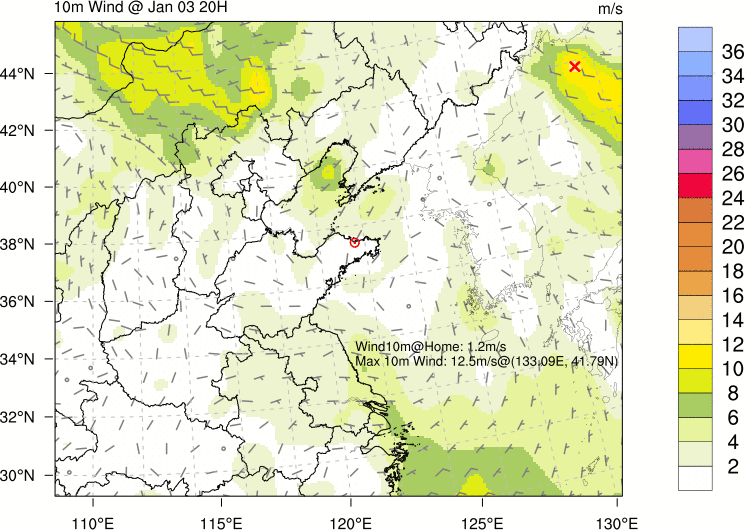 10m Wind @ Jan 03 20H
m/s
44°N
42°N
40°N
38°N
36°N
34°N
32°N
30°N
110°E
115°E
120°E
125°E
130°E
Wind10m@Home: 1.2m/s
Max 10m Wind: 12.5m/s@(133.09E, 41.79N)
36
34
32
30
28
26
24
22
20
18
16
14
12
10
8
6
4
2